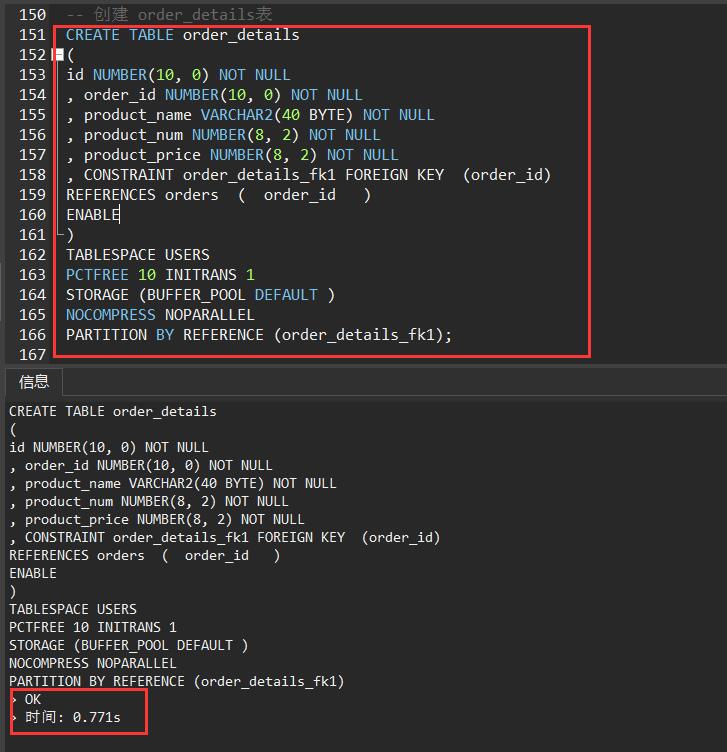 150 -- 创建 order_details表
151 CREATE TABLE order_details
152 (
153 id NUMBER(10, 0) NOT NULL
154 , order_id NUMBER(10, 0) NOT NULL
155 , product_name VARCHAR2(40 BYTE) NOT NULL
156 , product_num NUMBER(8, 2) NOT NULL
157 , product_price NUMBER(8, 2) NOT NULL
158 , CONSTRAINT order_details_fk1 FOREIGN KEY  (order_id)
159 REFERENCES orders  (  order_id   )
160 ENABLE
161 )
162 TABLESPACE USERS
163 PCTFREE 10 INITRANS 1
164 STORAGE (BUFFER_POOL DEFAULT )
165 NOCOMPRESS NOPARALLEL
166 PARTITION BY REFERENCE (order_details_fk1);
167
信息
CREATE TABLE order_details
(
id NUMBER(10, 0) NOT NULL
, order_id NUMBER(10, 0) NOT NULL
, product_name VARCHAR2(40 BYTE) NOT NULL
, product_num NUMBER(8, 2) NOT NULL
, product_price NUMBER(8, 2) NOT NULL
, CONSTRAINT order_details_fk1 FOREIGN KEY  (order_id)
REFERENCES orders  (  order_id   )
ENABLE
)
TABLESPACE USERS
PCTFREE 10 INITRANS 1
STORAGE (BUFFER_POOL DEFAULT )
NOCOMPRESS NOPARALLEL
PARTITION BY REFERENCE (order_details_fk1)
> OK
> 时间: 0.771s